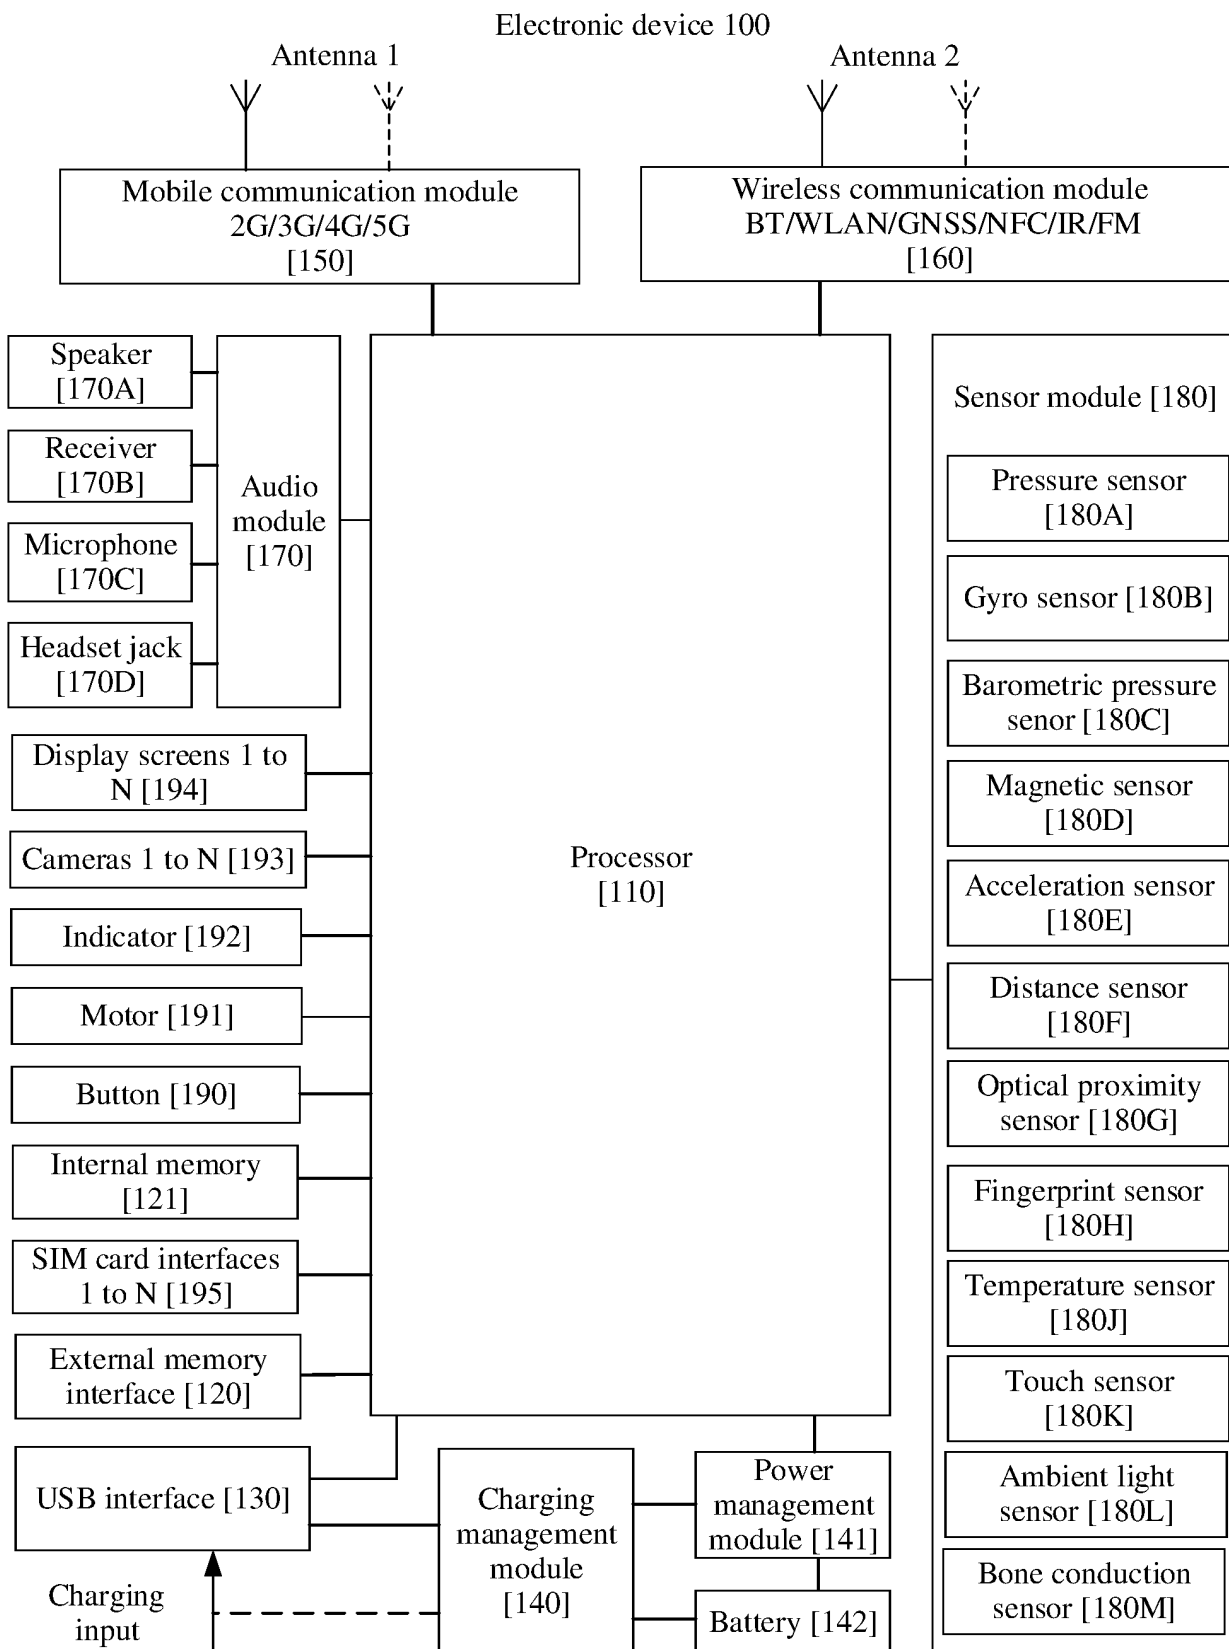 Electronic device 100
Antenna 1
Antenna 2
Mobile communication module
2G/3G/4G/5G
[150]
Wireless communication module
BT/WLAN/GNSS/NFC/IR/FM
[160]
Speaker
[170A]
Receiver
[170B]
Microphone
[170C]
Headset jack
[170D]
Audio
module
[170]
Display screens 1 to
N [194]
Cameras 1 to N [193]
Indicator [192]
Motor [191]
Button [190]
Internal memory
[121]
SIM card interfaces
1 to N [195]
External memory
interface [120]
USB interface [130]
Charging
input
Processor
[110]
Charging
management
module
[140]
Power
management
module [141]
Battery [142]
Sensor module [180]
Pressure sensor
[180A]
Gyro sensor [180B]
Barometric pressure
senor [180C]
Magnetic sensor
[180D]
Acceleration sensor
[180E]
Distance sensor
[180F]
Optical proximity
sensor [180G]
Fingerprint sensor
[180H]
Temperature sensor
[180J]
Touch sensor
[180K]
Ambient light
sensor [180L]
Bone conduction
sensor [180M]